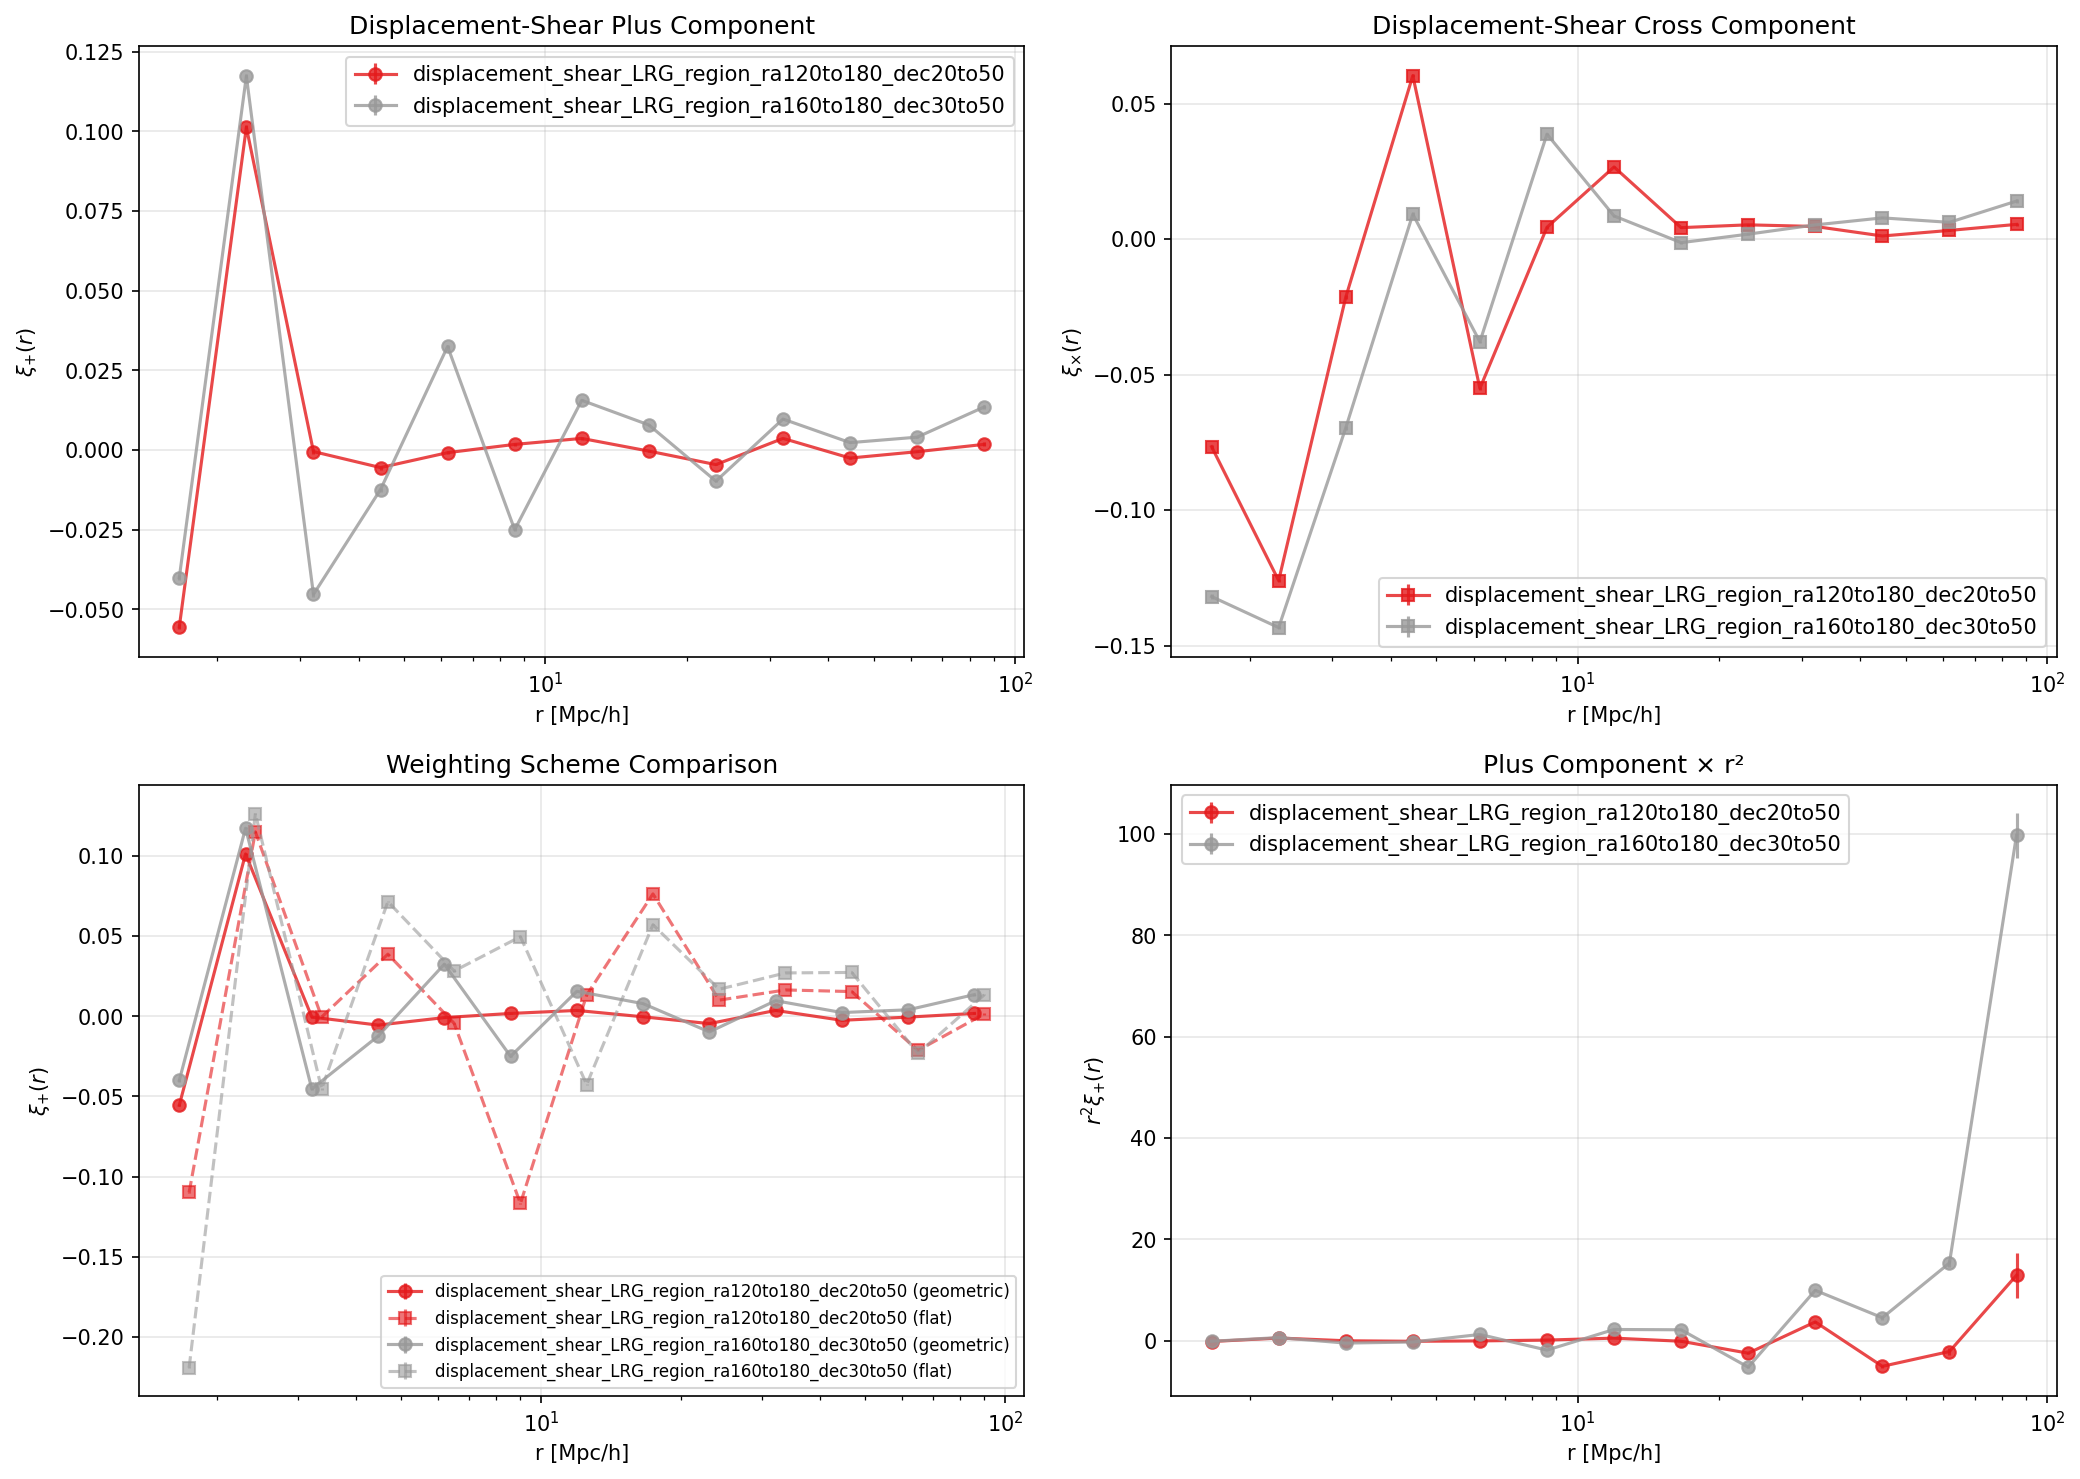 Displacement-Shear Plus Component
0.125
0.100
0.075
0.050
0.025
0.000
−0.025
−0.050
ξ₊(r)
displacement_shear_LRG_region_ra120to180_dec20to50
displacement_shear_LRG_region_ra160to180_dec30to50
10¹
10²
r [Mpc/h]
Displacement-Shear Cross Component
0.05
0.00
−0.05
−0.10
−0.15
ξ×(r)
displacement_shear_LRG_region_ra120to180_dec20to50
displacement_shear_LRG_region_ra160to180_dec30to50
10¹
10²
r [Mpc/h]
Weighting Scheme Comparison
0.10
0.05
0.00
−0.05
−0.10
−0.15
−0.20
ξ₊(r)
displacement_shear_LRG_region_ra120to180_dec20to50 (geometric)
displacement_shear_LRG_region_ra120to180_dec20to50 (flat)
displacement_shear_LRG_region_ra160to180_dec30to50 (geometric)
displacement_shear_LRG_region_ra160to180_dec30to50 (flat)
10¹
10²
r [Mpc/h]
Plus Component × r²
100
80
60
40
20
0
r²ξ₊(r)
displacement_shear_LRG_region_ra120to180_dec20to50
displacement_shear_LRG_region_ra160to180_dec30to50
10¹
10²
r [Mpc/h]